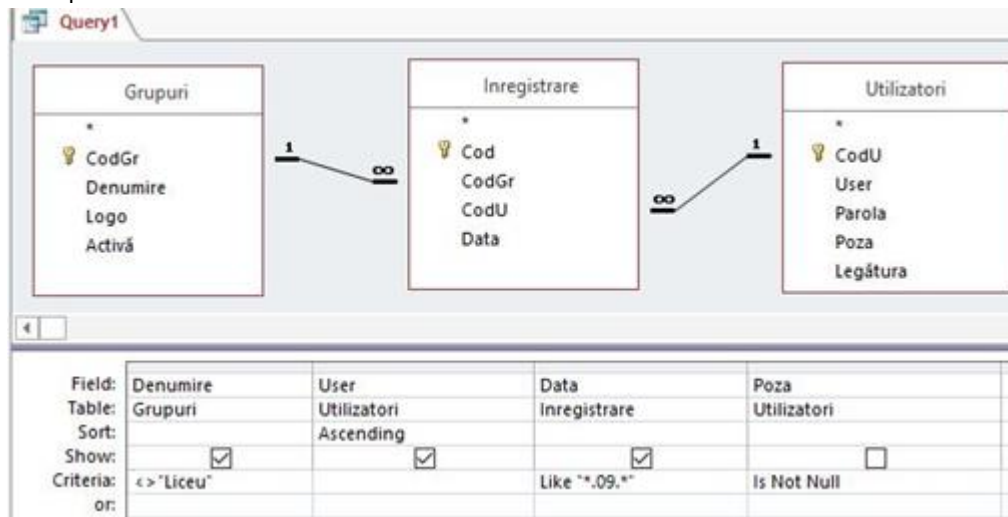 Query1
Grupuri
*
CodGr
Denumire
Logo
Activă
1
∞
Inregistrare
*
Cod
CodGr
CodU
Data
∞
1
Utilizatori
*
CodU
User
Parola
Poza
Legătura
Field: Denumire User Data Poza
Table: Grupuri Utilizatori Inregistrare Utilizatori
Sort: Ascending
Show:
Criteria: <>"Liceu" Like "*.09.*" Is Not Null
or: